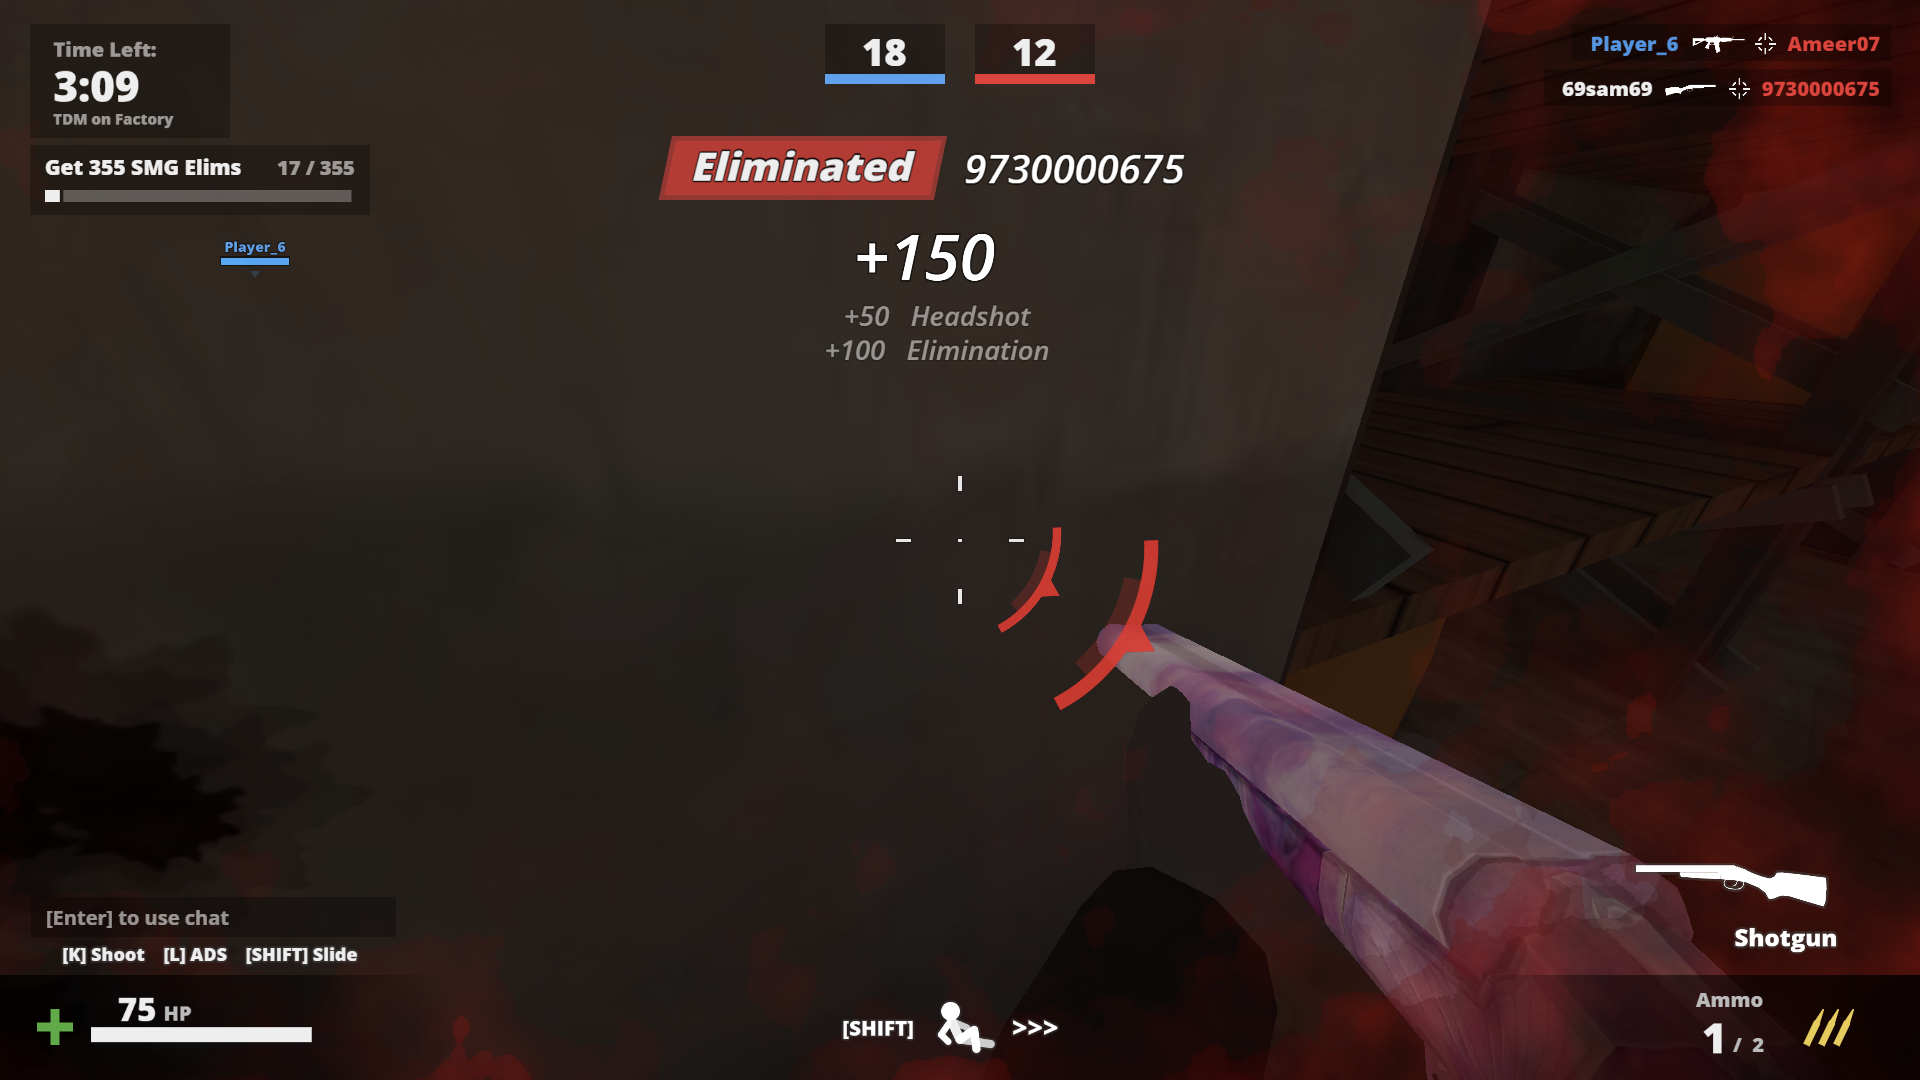 Time Left:
3:09
TDM on Factory
Get 355 SMG Elims 17 / 355
Player_6
18 12
Eliminated 9730000675
+150
+50 Headshot
+100 Elimination
Player_6 Ameer07
69sam69 9730000675
[Enter] to use chat
[K] Shoot [L] ADS [SHIFT] Slide
75 HP
[SHIFT] >>>
Shotgun
Ammo
1 / 2